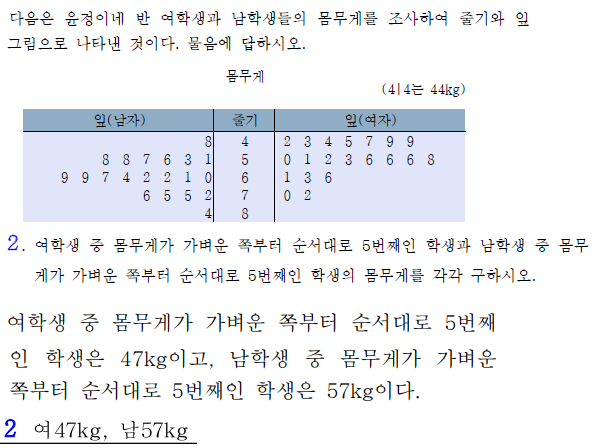 다음은 윤정이네 반 여학생과 남학생들의 몸무게를 조사하여 줄기와 잎
그림으로 나타낸 것이다. 물음에 답하시오.
몸무게
(4|4는 44kg)
잎(남자) 줄기 잎(여자)
8 4 2 3 4 5 7 9 9
8 8 7 6 3 1 5 0 1 2 3 6 6 6 8
9 9 7 4 2 2 1 0 6 1 3 6
6 5 5 2 7 0 2
4 8
2. 여학생 중 몸무게가 가벼운 쪽부터 순서대로 5번째인 학생과 남학생 중 몸무
게가 가벼운 쪽부터 순서대로 5번째인 학생의 몸무게를 각각 구하시오.
여학생 중 몸무게가 가벼운 쪽부터 순서대로 5번째
인 학생은 47kg이고, 남학생 중 몸무게가 가벼운
쪽부터 순서대로 5번째인 학생은 57kg이다.
2 여47kg, 남57kg